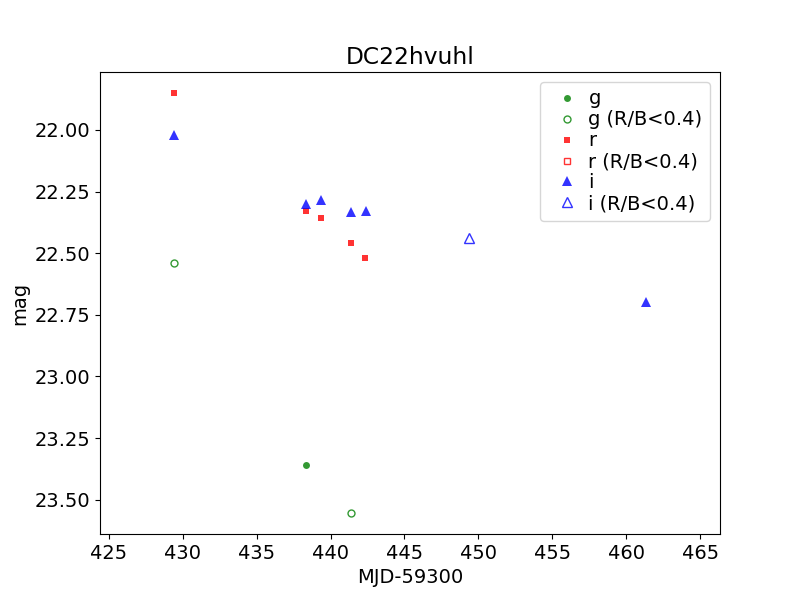 DC22hvuhl
g
g (R/B<0.4)
r
r (R/B<0.4)
i
i (R/B<0.4)
mag
22.00
22.25
22.50
22.75
23.00
23.25
23.50
425 430 435 440 445 450 455 460 465
MJD-59300